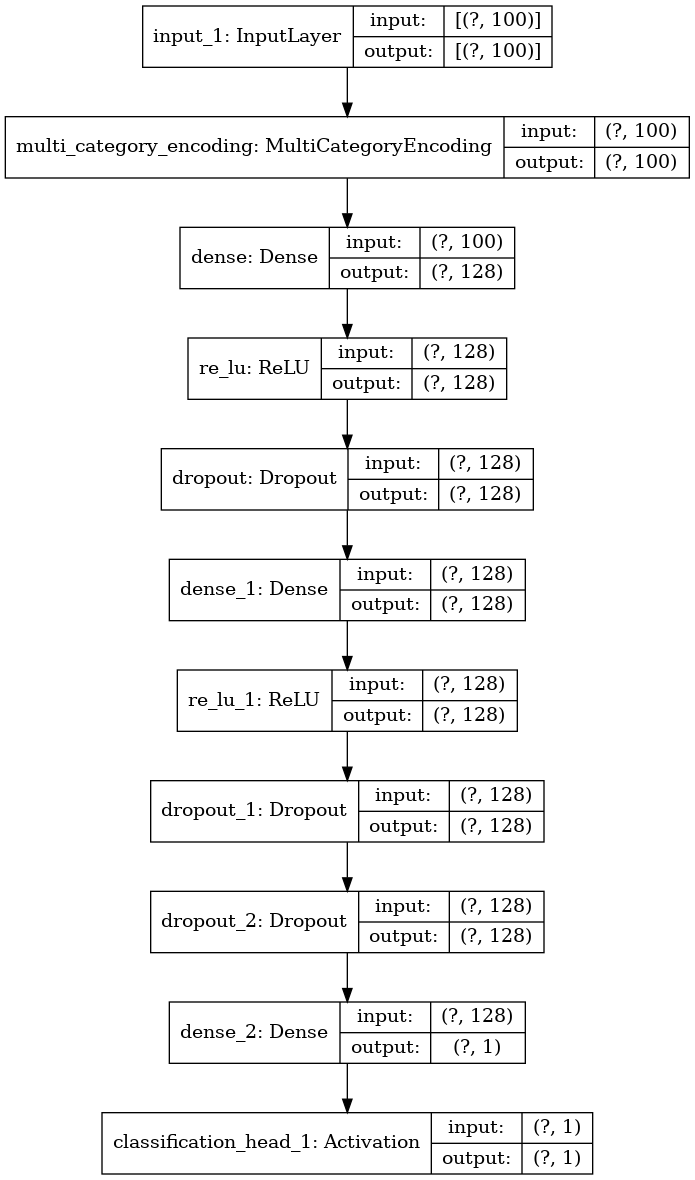 input_1: InputLayer
input:
[(?, 100)]
output:
[(?, 100)]
multi_category_encoding: MultiCategoryEncoding
input:
(?, 100)
output:
(?, 100)
dense: Dense
input:
(?, 100)
output:
(?, 128)
re_lu: ReLU
input:
(?, 128)
output:
(?, 128)
dropout: Dropout
input:
(?, 128)
output:
(?, 128)
dense_1: Dense
input:
(?, 128)
output:
(?, 128)
re_lu_1: ReLU
input:
(?, 128)
output:
(?, 128)
dropout_1: Dropout
input:
(?, 128)
output:
(?, 128)
dropout_2: Dropout
input:
(?, 128)
output:
(?, 128)
dense_2: Dense
input:
(?, 128)
output:
(?, 1)
classification_head_1: Activation
input:
(?, 1)
output:
(?, 1)